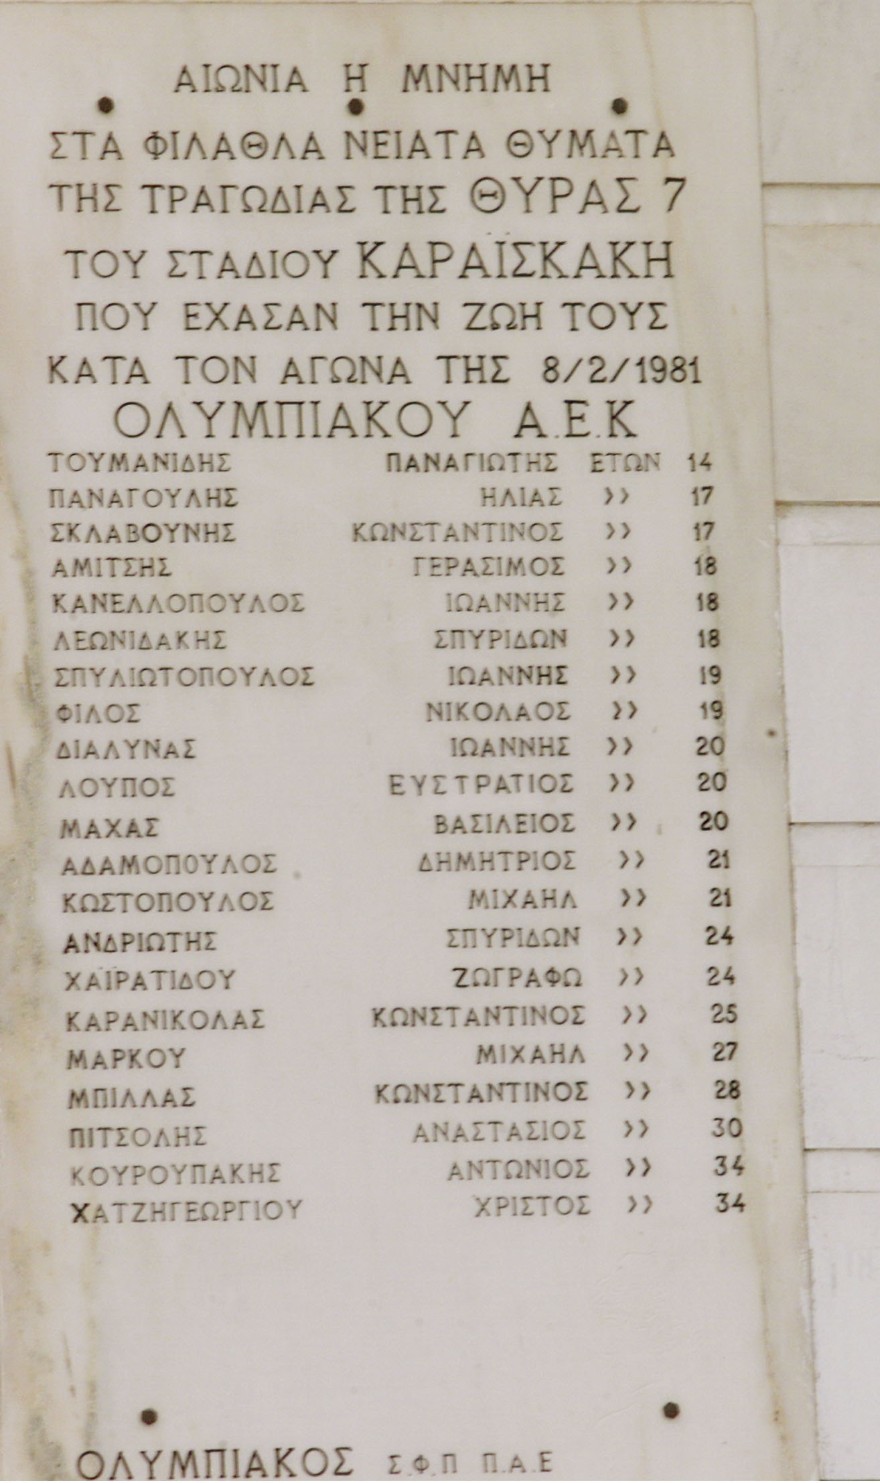 ΑΙΩΝΙΑ Η ΜΝΗΜΗ
ΣΤΑ ΦΙΛΑΘΛΑ ΝΕΙΑΤΑ ΘΥΜΑΤΑ
ΤΗΣ ΤΡΑΓΩΔΙΑΣ ΤΗΣ ΘΥΡΑΣ 7
ΤΟΥ ΣΤΑΔΙΟΥ ΚΑΡΑΪΣΚΑΚΗ
ΠΟΥ ΕΧΑΣΑΝ ΤΗΝ ΖΩΗ ΤΟΥΣ
ΚΑΤΑ ΤΟΝ ΑΓΩΝΑ ΤΗΣ 8/2/1981
ΟΛΥΜΠΙΑΚΟΥ Α.Ε.Κ
ΤΟΥΜΑΝΙΔΗΣ ΠΑΝΑΓΙΩΤΗΣ ΕΤΩΝ 14
ΠΑΝΑΓΟΥΛΗΣ ΗΛΙΑΣ » 17
ΣΚΛΑΒΟΥΝΗΣ ΚΩΝΣΤΑΝΤΙΝΟΣ » 17
ΑΜΙΤΣΗΣ ΓΕΡΑΣΙΜΟΣ » 18
ΚΑΝΕΛΛΟΠΟΥΛΟΣ ΙΩΑΝΝΗΣ » 18
ΛΕΩΝΙΔΑΚΗΣ ΣΠΥΡΙΔΩΝ » 18
ΣΠΥΛΙΩΤΟΠΟΥΛΟΣ ΙΩΑΝΝΗΣ » 19
ΦΙΛΟΣ ΝΙΚΟΛΑΟΣ » 19
ΔΙΑΛΥΝΑΣ ΙΩΑΝΝΗΣ » 20
ΛΟΥΠΟΣ ΕΥΣΤΡΑΤΙΟΣ » 20
ΜΑΧΑΣ ΒΑΣΙΛΕΙΟΣ » 20
ΑΔΑΜΟΠΟΥΛΟΣ ΔΗΜΗΤΡΙΟΣ » 21
ΚΩΣΤΟΠΟΥΛΟΣ ΜΙΧΑΗΛ » 21
ΑΝΔΡΙΩΤΗΣ ΣΠΥΡΙΔΩΝ » 24
ΧΑΪΡΑΤΙΔΟΥ ΖΩΓΡΑΦΩ » 24
ΚΑΡΑΝΙΚΟΛΑΣ ΚΩΝΣΤΑΝΤΙΝΟΣ » 25
ΜΑΡΚΟΥ ΜΙΧΑΗΛ » 27
ΜΠΙΛΛΑΣ ΚΩΝΣΤΑΝΤΙΝΟΣ » 28
ΠΙΤΣΟΛΗΣ ΑΝΑΣΤΑΣΙΟΣ » 30
ΚΟΥΡΟΥΠΑΚΗΣ ΑΝΤΩΝΙΟΣ » 34
ΧΑΤΖΗΓΕΩΡΓΙΟΥ ΧΡΙΣΤΟΣ » 34
ΟΛΥΜΠΙΑΚΟΣ Σ.Φ.Π Π.Α.Ε